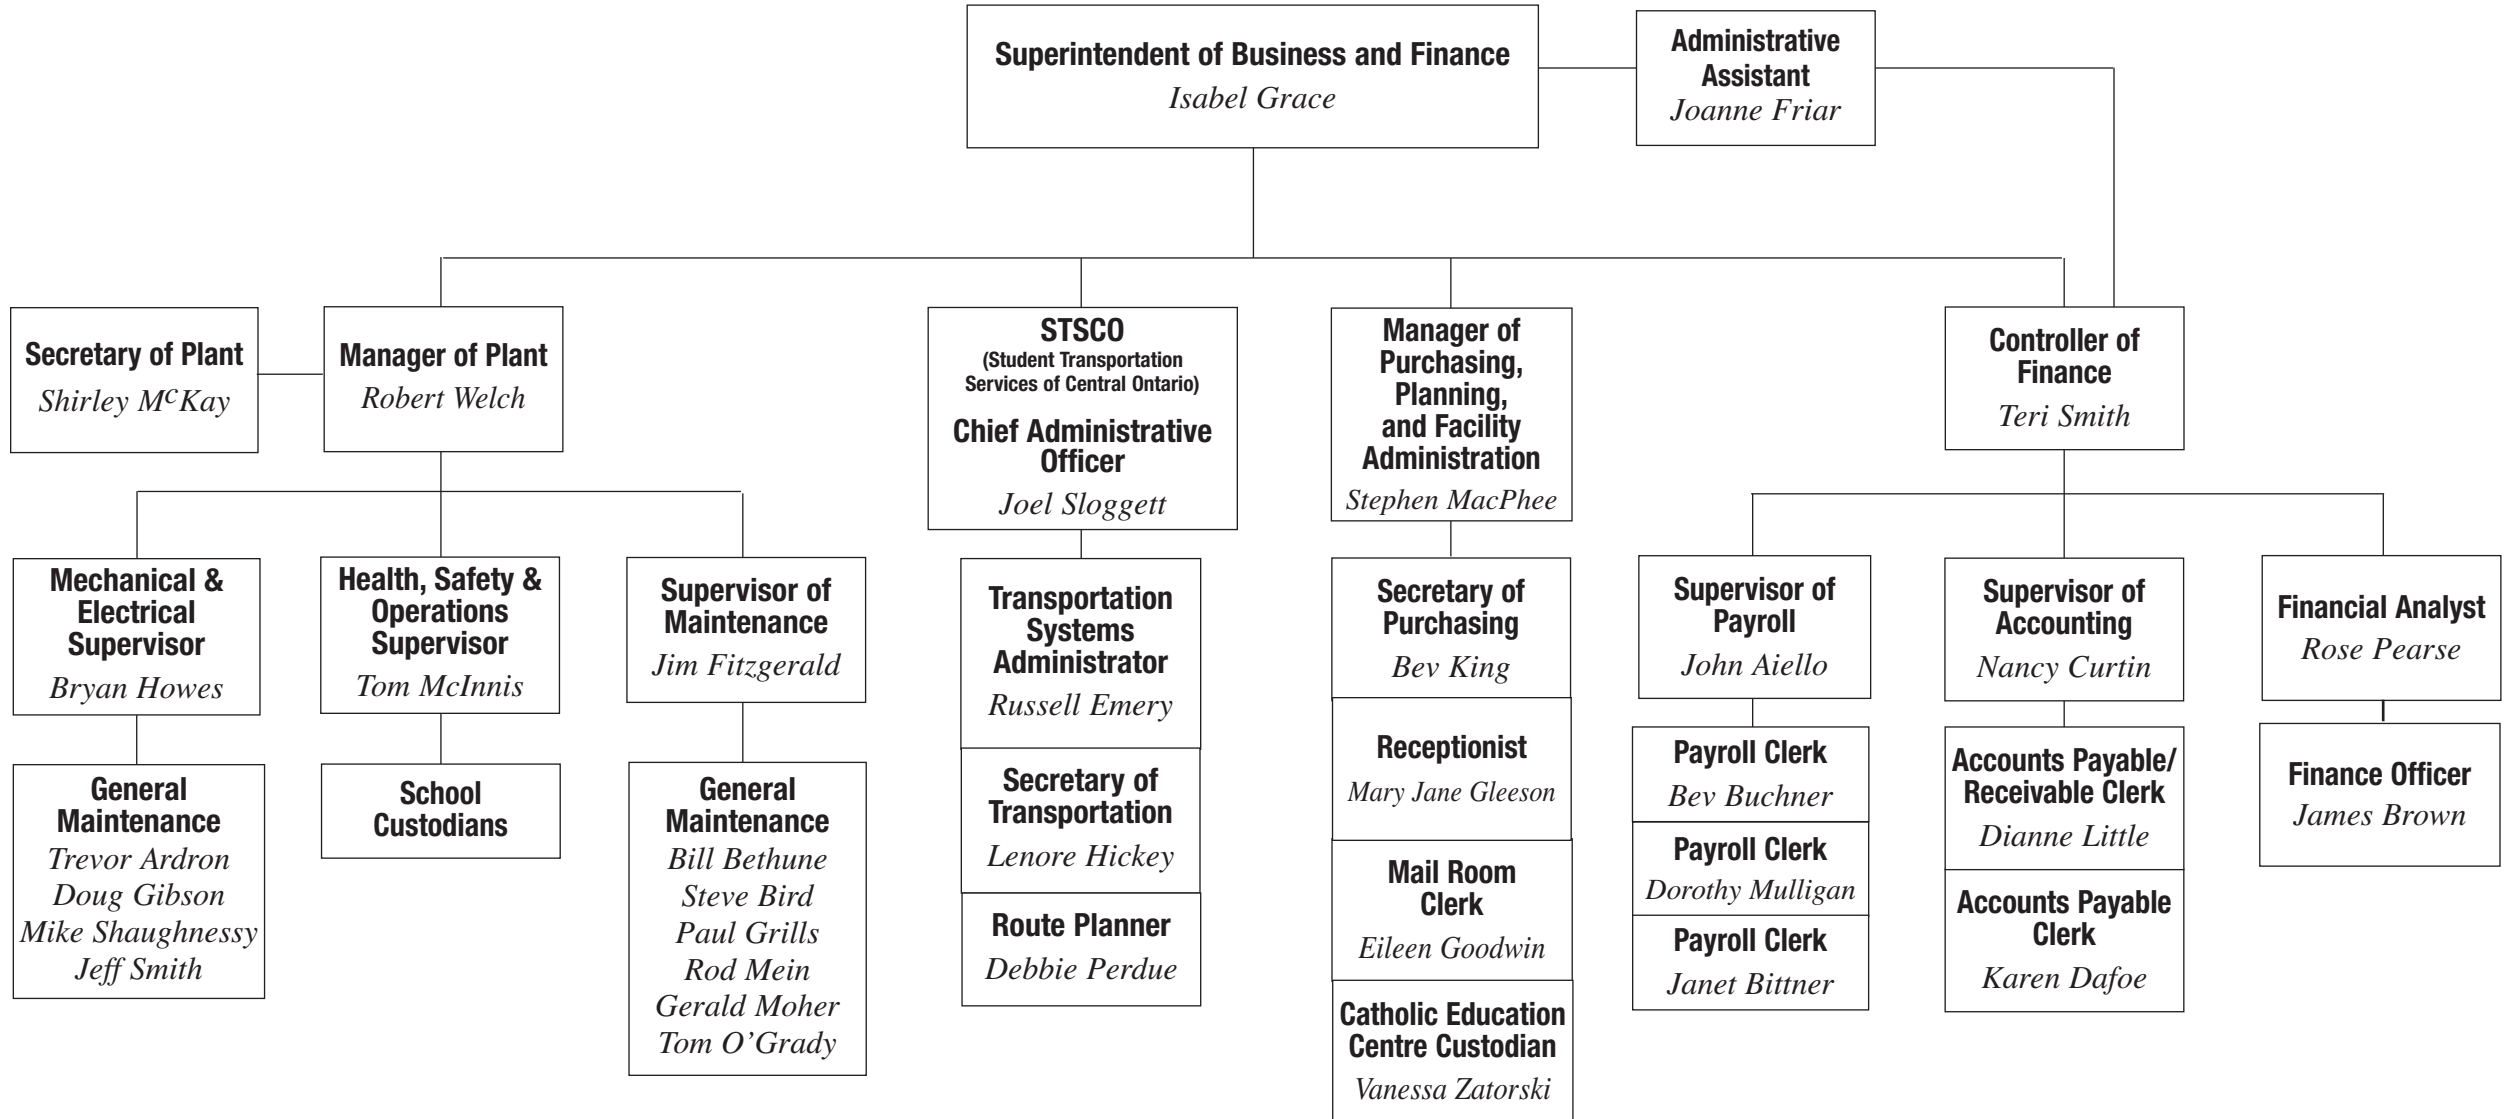 Superintendent of Business and Finance
Isabel Grace
Administrative
Assistant
Joanne Friar
Secretary of Plant
Shirley McKay
Manager of Plant
Robert Welch
STSCO
(Student Transportation
Services of Central Ontario)
Chief Administrative
Officer
Joel Sloggett
Manager of
Purchasing,
Planning,
and Facility
Administration
Stephen MacPhee
Controller of
Finance
Teri Smith
Mechanical &
Electrical
Supervisor
Bryan Howes
Health, Safety &
Operations
Supervisor
Tom McInnis
Supervisor of
Maintenance
Jim Fitzgerald
Transportation
Systems
Administrator
Russell Emery
Secretary of
Purchasing
Bev King
Supervisor of
Payroll
John Aiello
Supervisor of
Accounting
Nancy Curtin
Financial Analyst
Rose Pearse
General
Maintenance
Trevor Ardron
Doug Gibson
Mike Shaughnessy
Jeff Smith
School
Custodians
General
Maintenance
Bill Bethune
Steve Bird
Paul Grills
Rod Mein
Gerald Moher
Tom O’Grady
Secretary of
Transportation
Lenore Hickey
Route Planner
Debbie Perdue
Receptionist
Mary Jane Gleeson
Mail Room
Clerk
Eileen Goodwin
Catholic Education
Centre Custodian
Vanessa Zatorski
Payroll Clerk
Bev Buchner
Payroll Clerk
Dorothy Mulligan
Payroll Clerk
Janet Bittner
Accounts Payable/
Receivable Clerk
Dianne Little
Accounts Payable
Clerk
Karen Dafoe
Finance Officer
James Brown